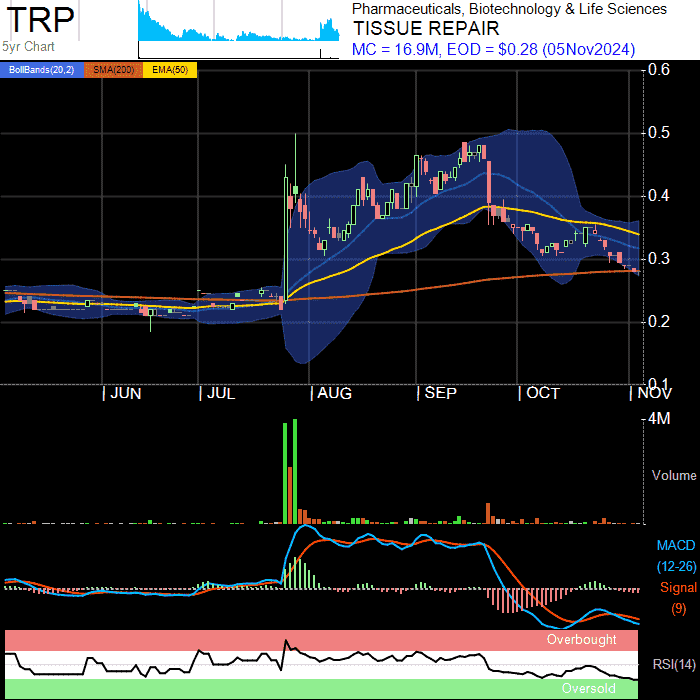 TRP
5yr Chart
Pharmaceuticals, Biotechnology & Life Sciences
TISSUE REPAIR
MC = 16.9M, EOD = $0.28 (05Nov2024)
BollBands(20,2) SMA(200) EMA(50)
0.6
0.5
0.4
0.3
0.2
0.1
JUN JUL AUG SEP OCT NOV
4M
Volume
MACD
(12-26)
Signal
(9)
Overbought
RSI(14)
Oversold